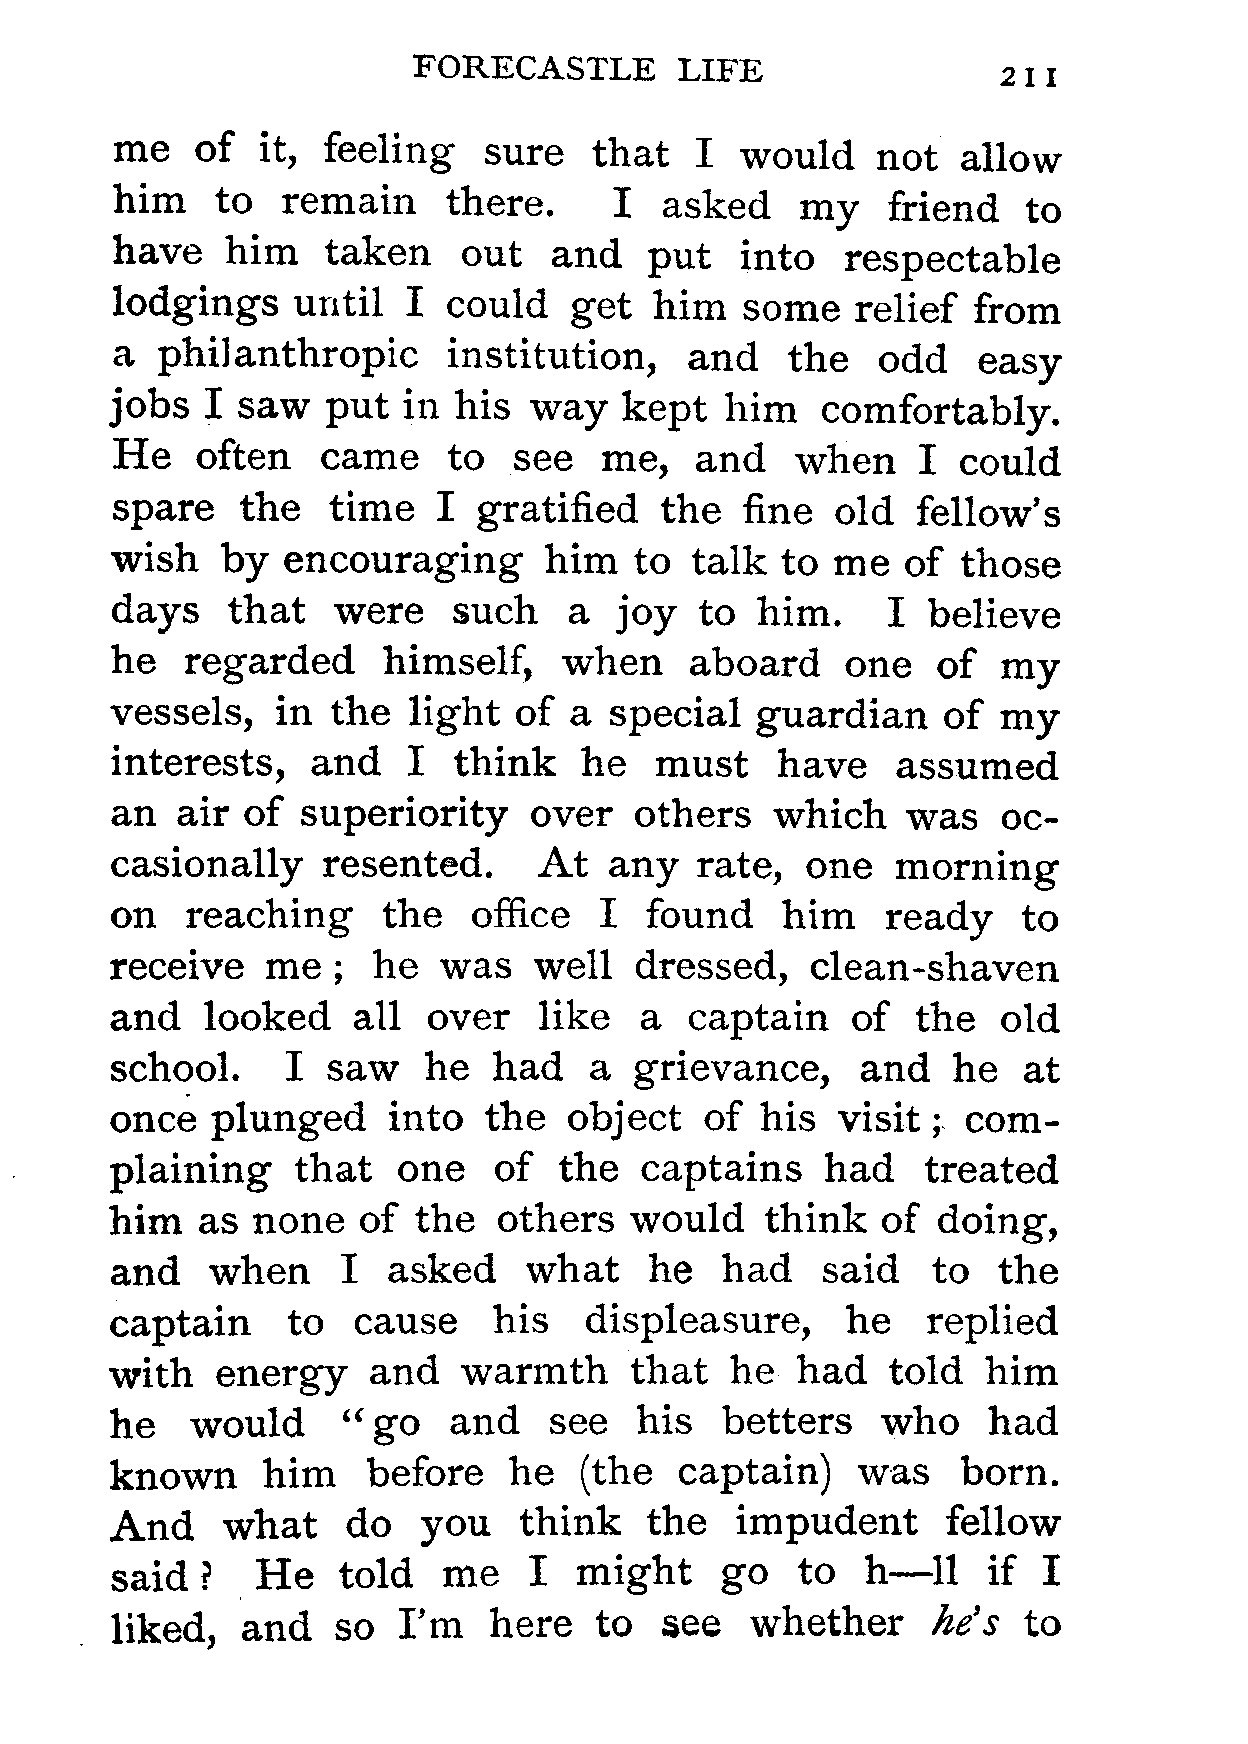 FORECASTLE LIFE 211
me of it, feeling sure that I would not allow
him to remain there. I asked my friend to
have him taken out and put into respectable
lodgings until I could get him some relief from
a philanthropic institution, and the odd easy
jobs I saw put in his way kept him comfortably.
He often came to see me, and when I could
spare the time I gratified the fine old fellow's
wish by encouraging him to talk to me of those
days that were such a joy to him. I believe
he regarded himself, when aboard one of my
vessels, in the light of a special guardian of my
interests, and I think he must have assumed
an air of superiority over others which was oc-
casionally resented. At any rate, one morning
on reaching the office I found him ready to
receive me; he was well dressed, clean-shaven
and looked all over like a captain of the old
school. I saw he had a grievance, and he at
once plunged into the object of his visit; com-
plaining that one of the captains had treated
him as none of the others would think of doing,
and when I asked what he had said to the
captain to cause his displeasure, he replied
with energy and warmth that he had told him
he would "go and see his betters who had
known him before he (the captain) was born.
And what do you think the impudent fellow
said? He told me I might go to h—ll if I
liked, and so I'm here to see whether he's to